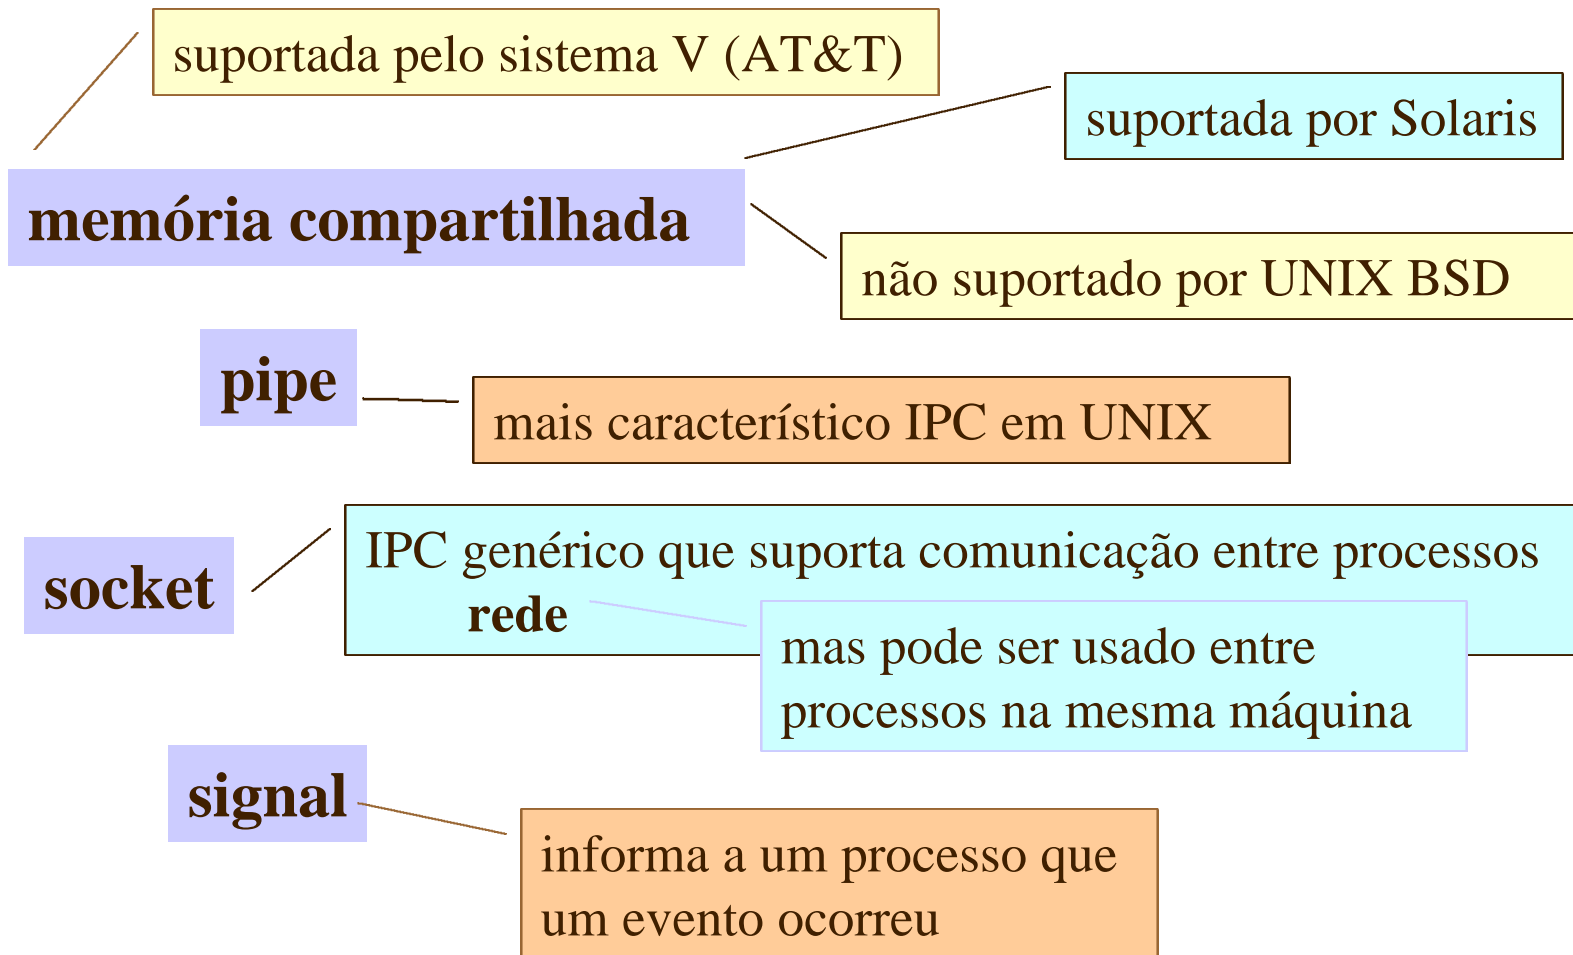 suportada pelo sistema V (AT&T)
suportada por Solaris
memória compartilhada
não suportado por UNIX BSD
pipe
mais característico IPC em UNIX
socket
IPC genérico que suporta comunicação entre processos
rede
mas pode ser usado entre
processos na mesma máquina
signal
informa a um processo que
um evento ocorreu